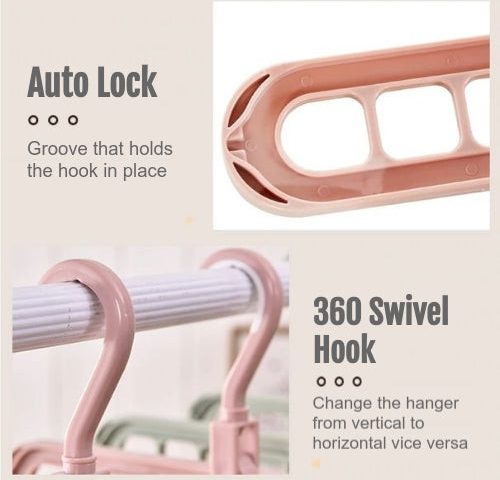 Auto Lock
Groove that holds
the hook in place
360 Swivel
Hook
Change the hanger
from vertical to
horizontal vice versa